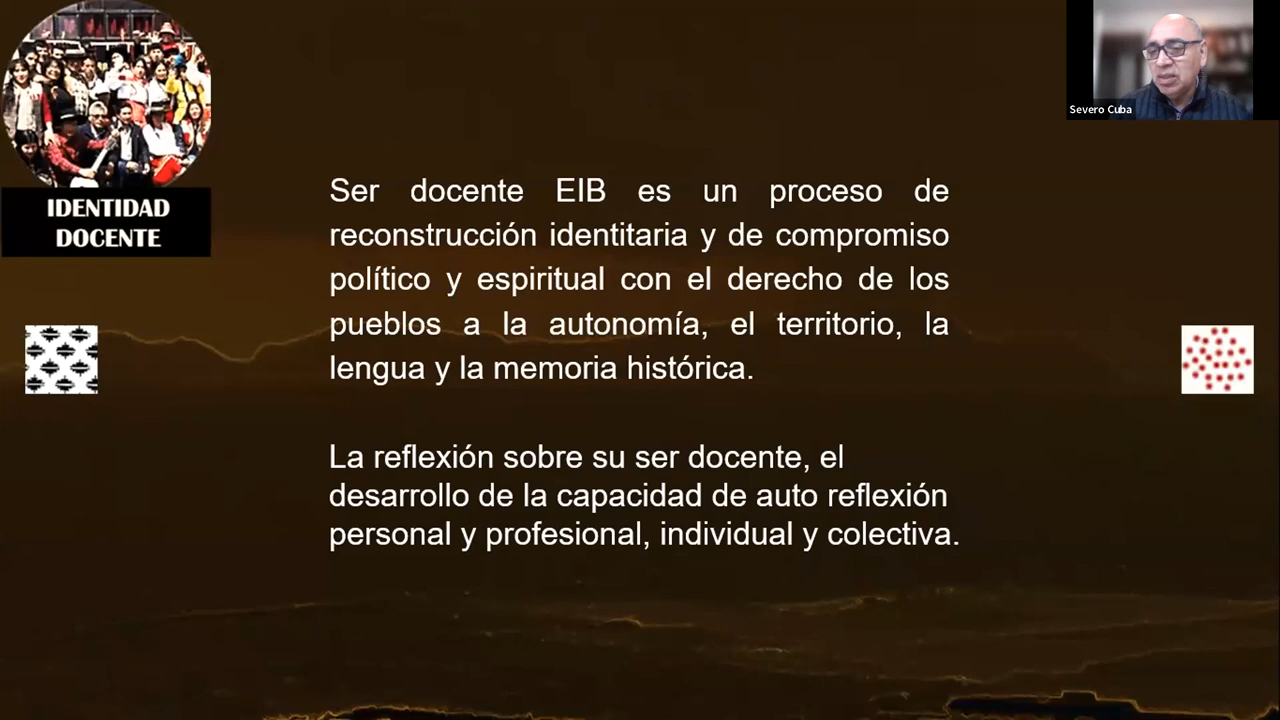 IDENTIDAD
DOCENTE
Severo Cuba
Ser docente EIB es un proceso de
reconstrucción identitaria y de compromiso
político y espiritual con el derecho de los
pueblos a la autonomía, el territorio, la
lengua y la memoria histórica.
La reflexión sobre su ser docente, el
desarrollo de la capacidad de auto reflexión
personal y profesional, individual y colectiva.